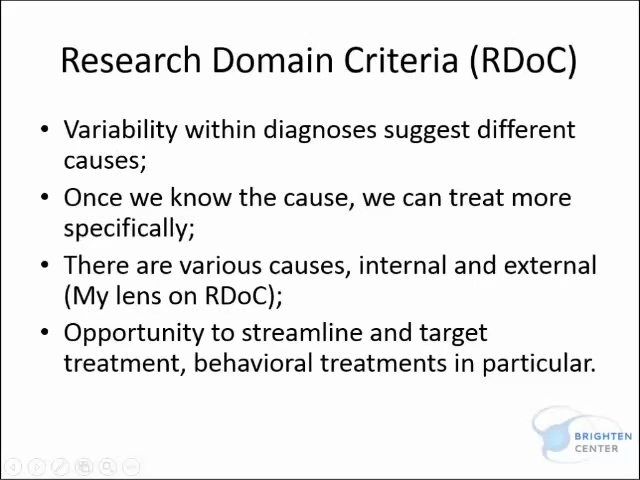 Research Domain Criteria (RDoC)
• Variability within diagnoses suggest different
causes;
• Once we know the cause, we can treat more
specifically;
• There are various causes, internal and external
(My lens on RDoC);
• Opportunity to streamline and target
treatment, behavioral treatments in particular.
BRIGHTEN
CENTER